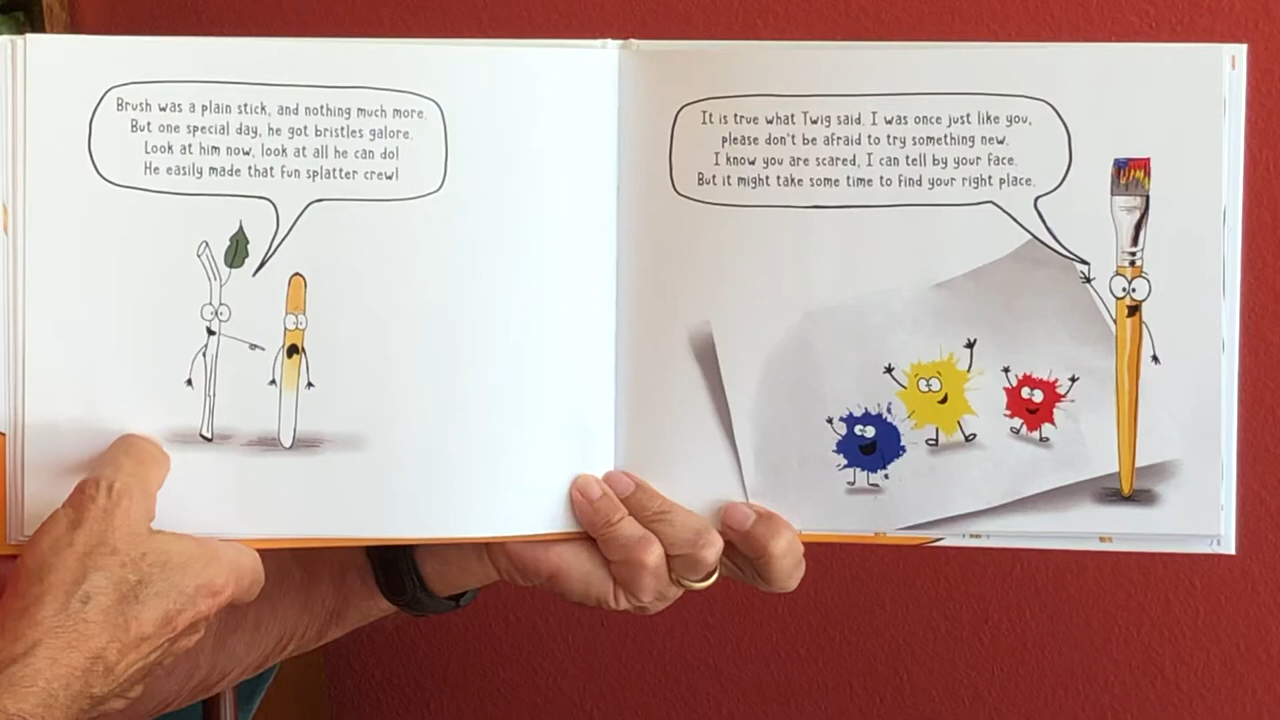 Brush was a plain stick, and nothing much more.
But one special day, he got bristles galore.
Look at him now, look at all he can do!
He easily made that fun splatter crew!
It is true what Twig said. I was once just like you,
please don't be afraid to try something new.
I know you are scared, I can tell by your face.
But it might take some time to find your right place.